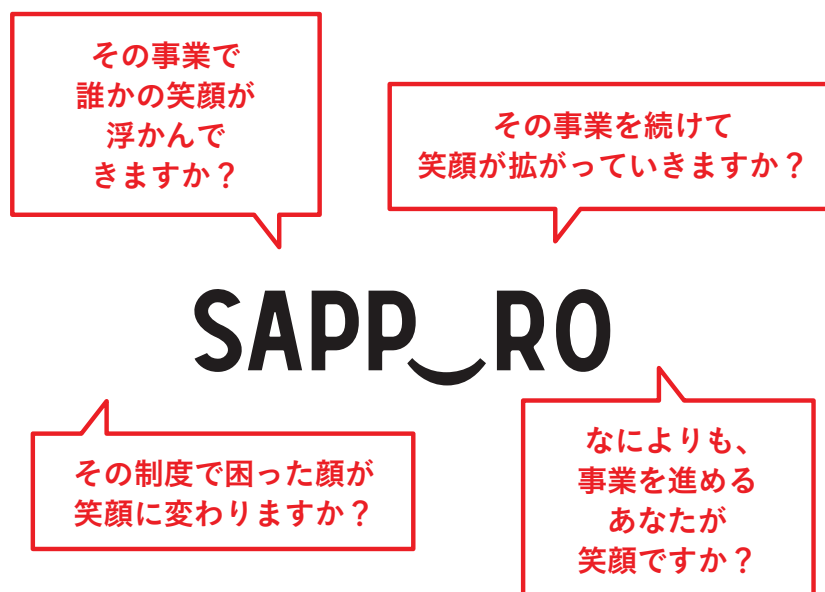 その事業で
誰かの笑顔が
浮かんで
きますか？
その事業を続けて
笑顔が拡がっていきますか？
SAPP‿RO
その制度で困った顔が
笑顔に変わりますか？
なによりも、
事業を進める
あなたが
笑顔ですか？